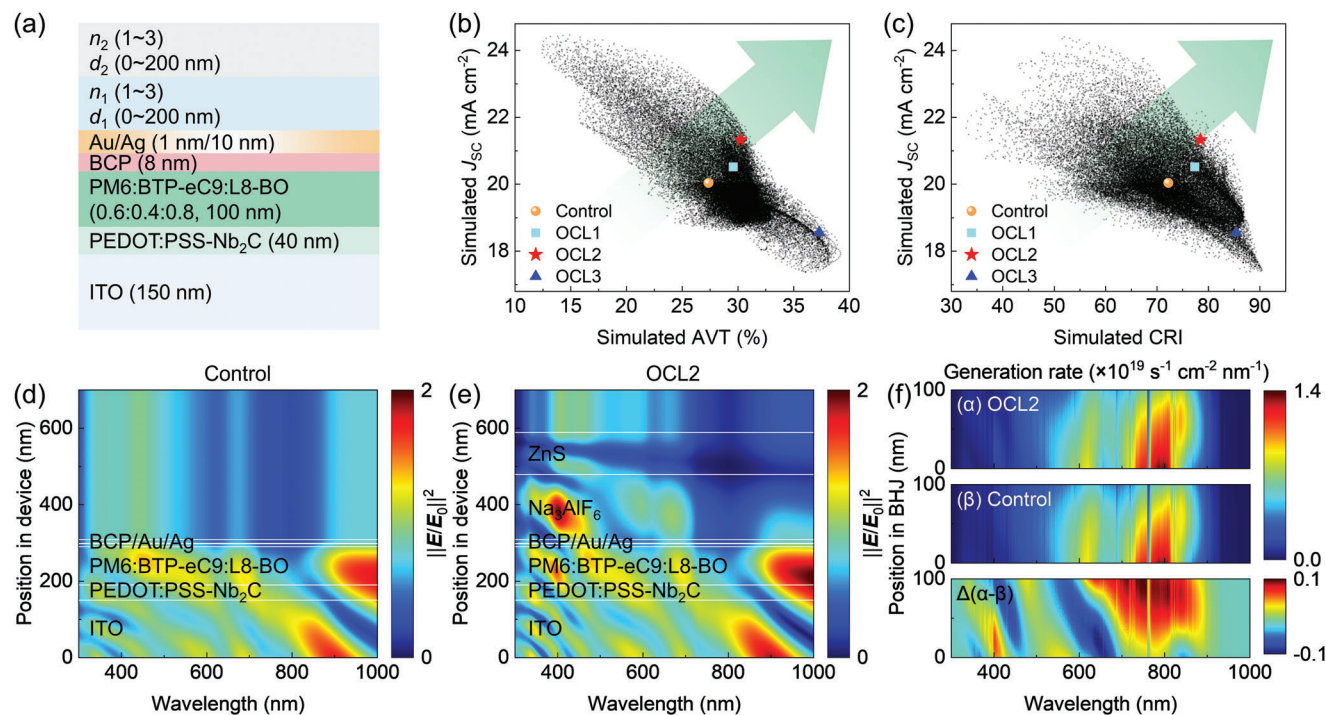 (a)
n₂ (1~3)
d₂ (0~200 nm)
n₁ (1~3)
d₁ (0~200 nm)
Au/Ag (1 nm/10 nm)
BCP (8 nm)
PM6:BTP-eC9:L8-BO
(0.6:0.4:0.8, 100 nm)
PEDOT:PSS-Nb₂C (40 nm)
ITO (150 nm)
(b)
Simulated J_SC (mA cm⁻²)
24
22
20
18
Control
OCL1
OCL2
OCL3
10 15 20 25 30 35 40
Simulated AVT (%)
(c)
Simulated J_SC (mA cm⁻²)
24
22
20
18
Control
OCL1
OCL2
OCL3
30 40 50 60 70 80 90 100
Simulated CRI
(d)
Control
Position in device (nm)
600
400
200
0
BCP/Au/Ag
PM6:BTP-eC9:L8-BO
PEDOT:PSS-Nb₂C
ITO
400 600 800 1000
Wavelength (nm)
2
0
||E/E₀||²
(e)
OCL2
Position in device (nm)
600
400
200
0
ZnS
Na₃AlF₆
BCP/Au/Ag
PM6:BTP-eC9:L8-BO
PEDOT:PSS-Nb₂C
ITO
400 600 800 1000
Wavelength (nm)
2
0
||E/E₀||²
(f)
Generation rate (×10¹⁹ s⁻¹ cm⁻² nm⁻¹)
Position in BHJ (nm)
100
0
(α) OCL2
100
0
(β) Control
100
0
Δ(α-β)
1.4
0.0
0.1
-0.1
400 600 800 1000
Wavelength (nm)